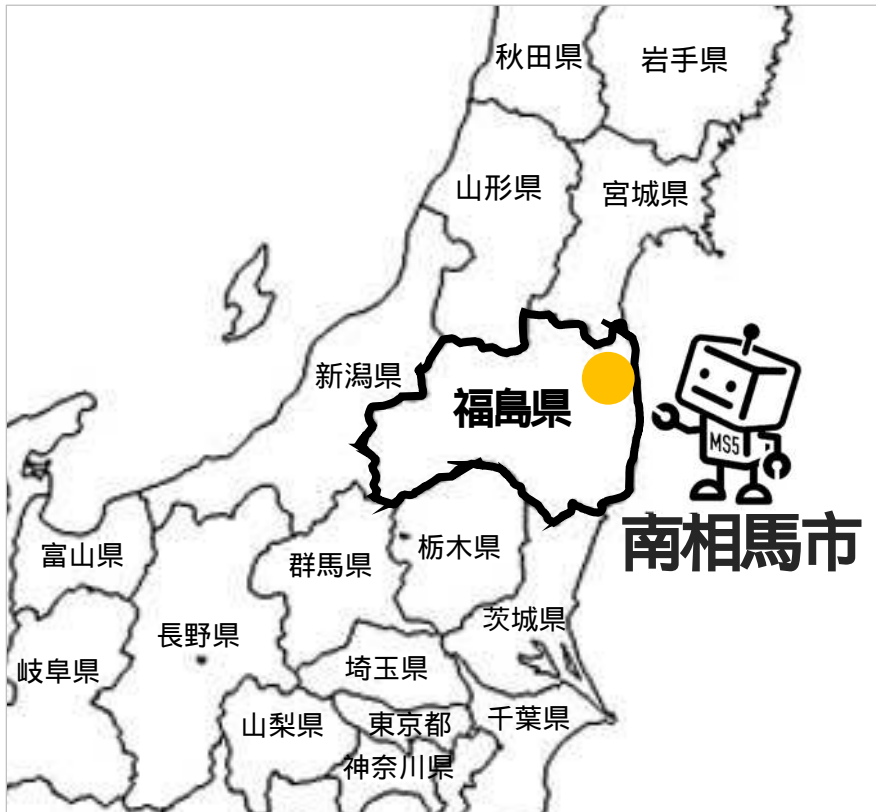 秋田県
岩手県
山形県
宮城県
新潟県
福島県
MS5
南相馬市
富山県
群馬県
栃木県
長野県
茨城県
岐阜県
埼玉県
山梨県
東京都
千葉県
神奈川県